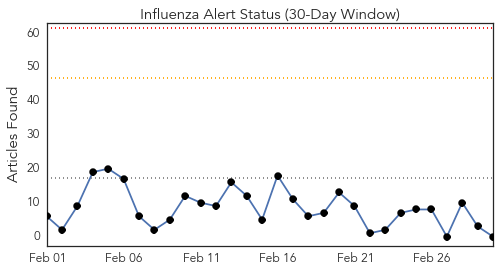 Influenza Alert Status (30-Day Window)
Articles Found
60
50
40
30
20
10
0
Feb 01
Feb 06
Feb 11
Feb 16
Feb 21
Feb 26